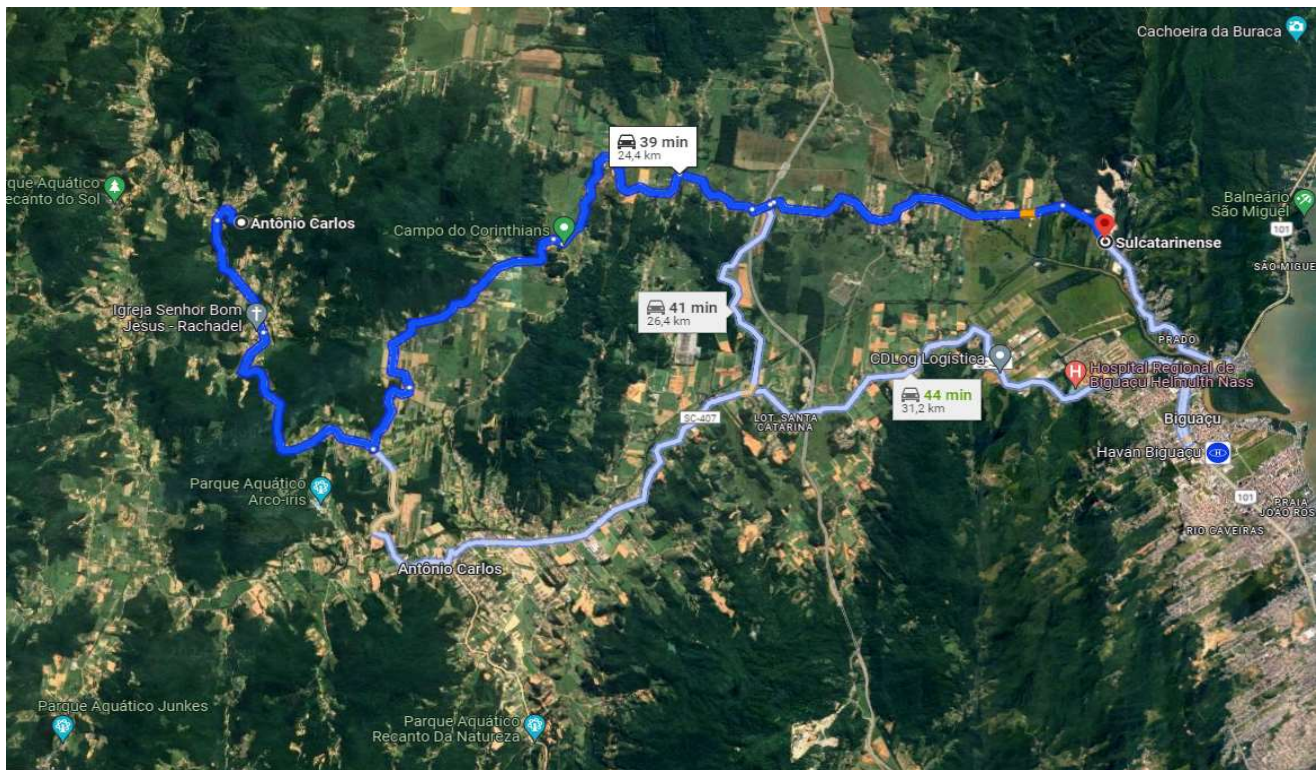 Cachoeira da Buraca
39 min
24,4 km
que Aquático
ecanto do Sol
Balneário
São Miguel
Antônio Carlos
Campo do Corinthians
101
Sulcatarinense
SÃO MIGUE
Igreja Senhor Bom
Jesus - Rachadel
41 min
26,4 km
PRADO
CDLog Logística
H
Hospital Regional de
Biguaçu Helmulth Nass
44 min
31,2 km
SC-407
LOT. SANTA
CATARINA
Biguaçu
Havan Biguaçu
H
Parque Aquático
Arco-íris
101
PRAIA
JOÃO ROS
RIO CAVEIRAS
Antônio Carlos
Parque Aquático Junkes
Parque Aquático
Recanto Da Natureza